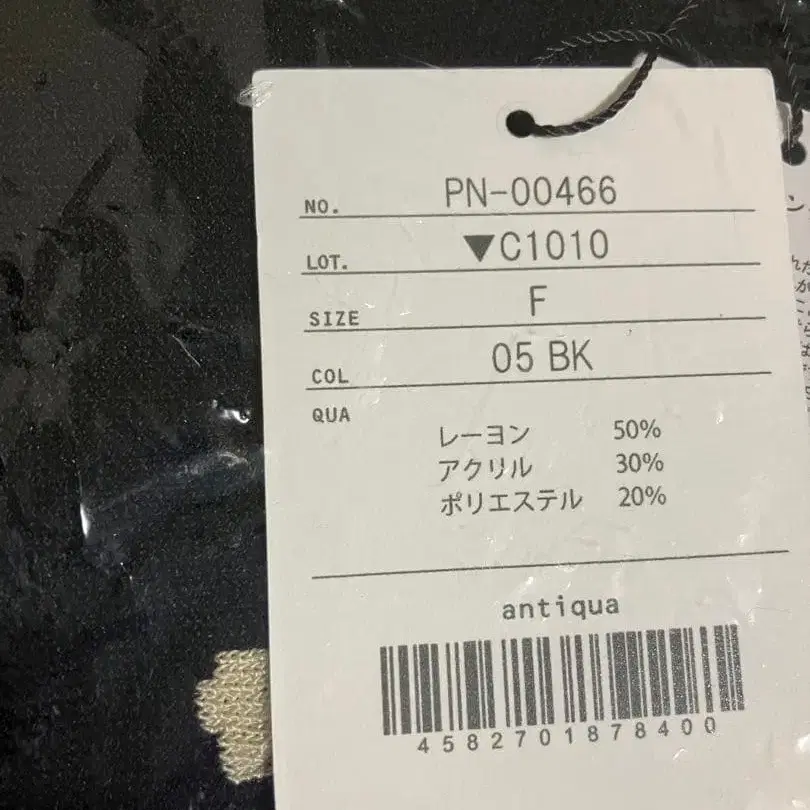 NO. PN-00466
LOT. ▼C1010
SIZE F
COL 05 BK
QUA
レーヨン 50%
アクリル 30%
ポリエステル 20%
antiqua
4582701878400